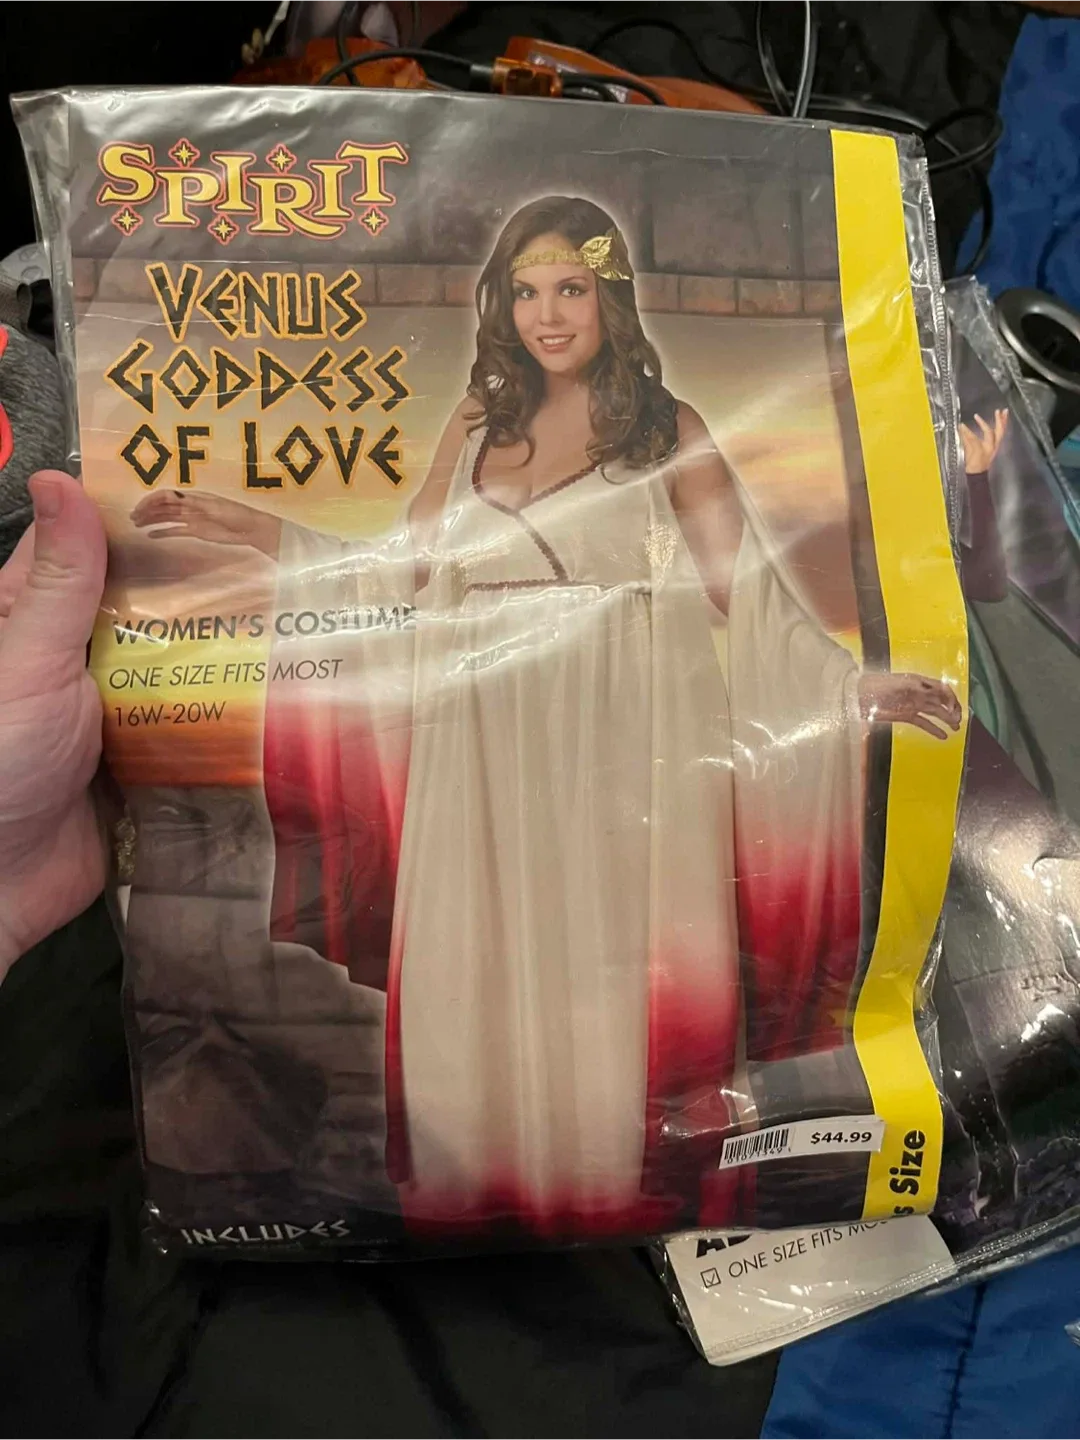 SPIRIT
VENUS
GODDESS
OF LOVE
WOMEN'S COSTUME
ONE SIZE FITS MOST
16W-20W
$44.99
Size
INCLUDES
ONE SIZE FITS